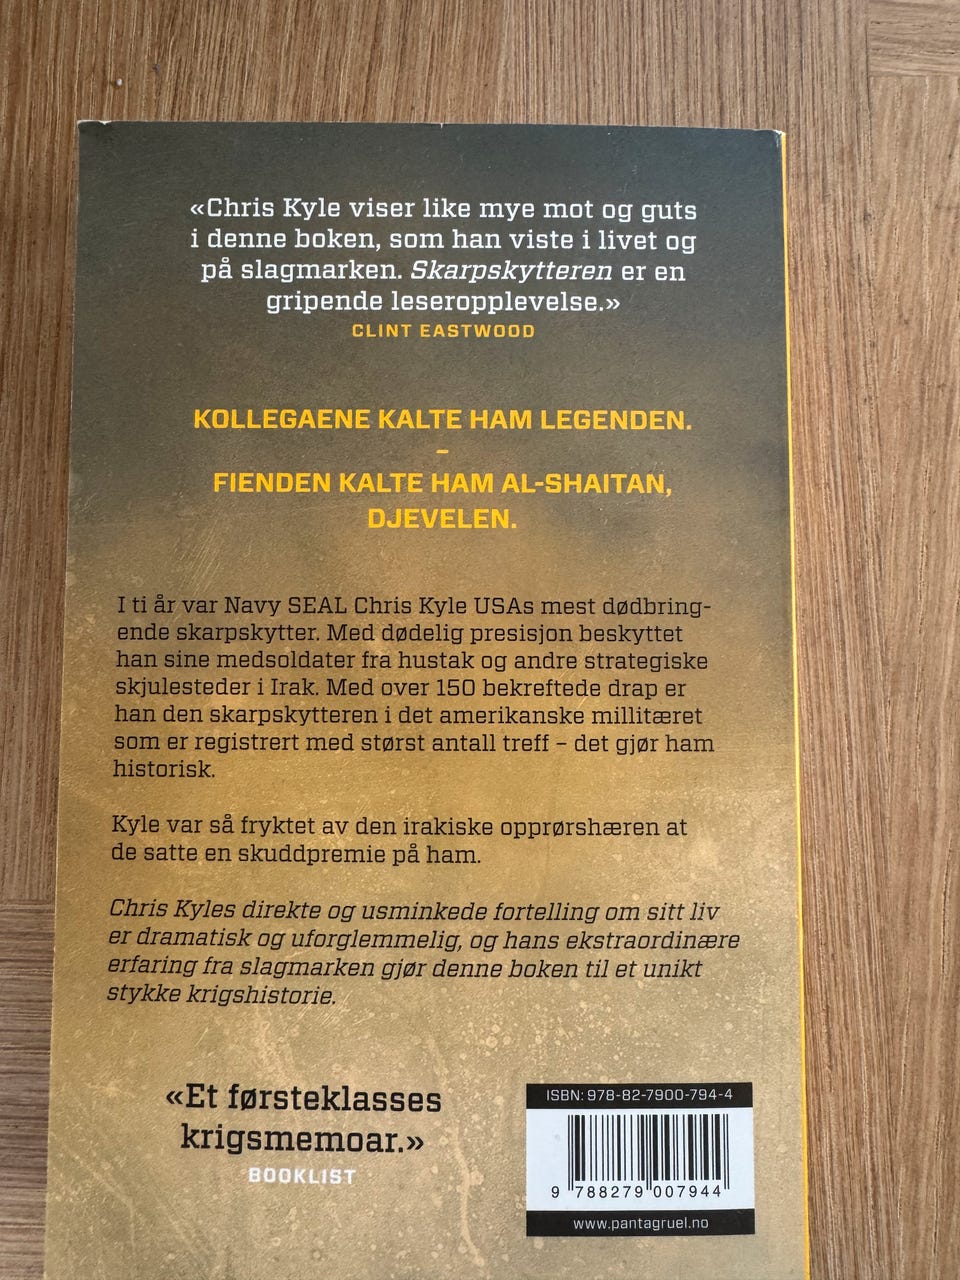 «Chris Kyle viser like mye mot og guts
i denne boken, som han viste i livet og
på slagmarken. Skarpskytteren er en
gripende leseropplevelse.»
CLINT EASTWOOD
KOLLEGAENE KALTE HAM LEGENDEN.
–
FIENDEN KALTE HAM AL-SHAITAN,
DJEVELEN.
I ti år var Navy SEAL Chris Kyle USAs mest dødbring-
ende skarpskytter. Med dødelig presisjon beskyttet
han sine medsoldater fra hustak og andre strategiske
skjulesteder i Irak. Med over 150 bekreftede drap er
han den skarpskytteren i det amerikanske millitæret
som er registrert med størst antall treff – det gjør ham
historisk.
Kyle var så fryktet av den irakiske opprørshæren at
de satte en skuddpremie på ham.
Chris Kyles direkte og usminkede fortelling om sitt liv
er dramatisk og uforglemmelig, og hans ekstraordinære
erfaring fra slagmarken gjør denne boken til et unikt
stykke krigshistorie.
«Et førsteklasses
krigsmemoar.»
BOOKLIST
ISBN: 978-82-7900-794-4
9 788279 007944
www.pantagruel.no